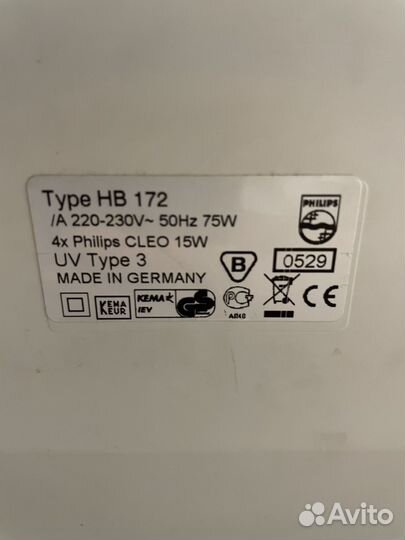 Type HB 172
/A 220-230V~ 50Hz 75W
4x Philips CLEO 15W
UV Type 3
MADE IN GERMANY
PHILIPS
B
0529
KEMA
KEUR
KEMA
IEV
CE
Avito